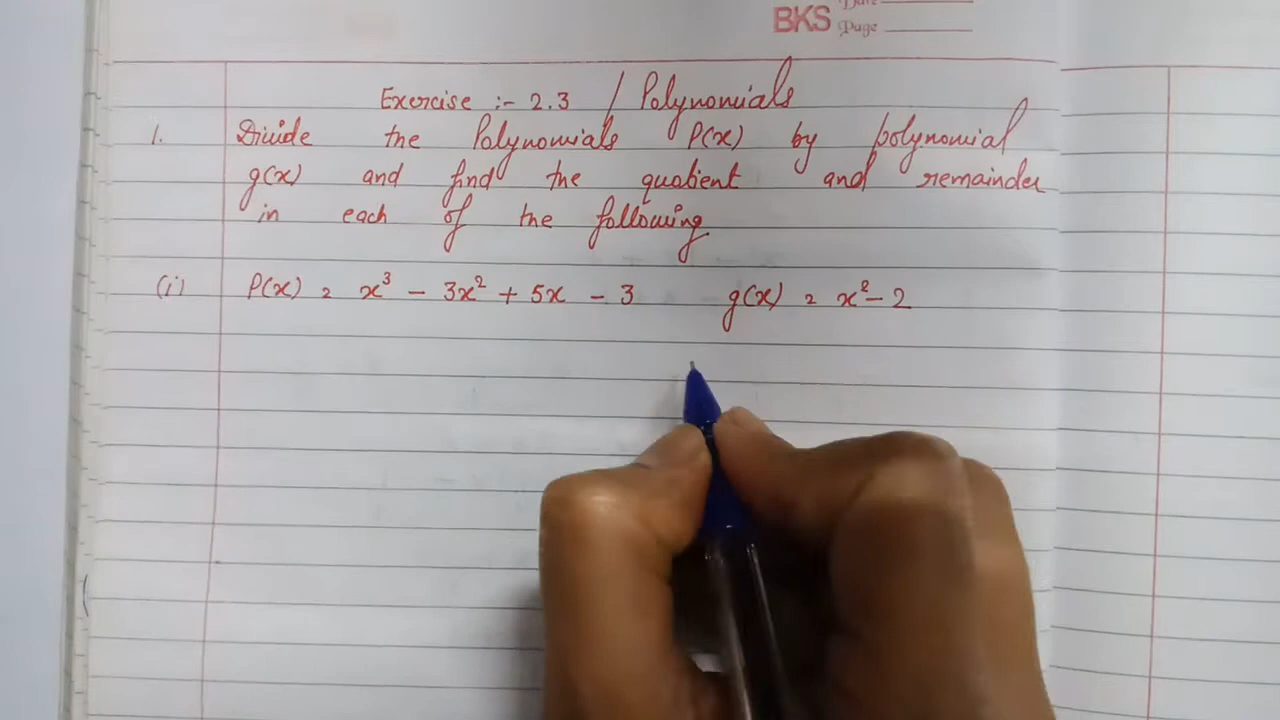 BKS Date
Page
Exercise :- 2.3 / Polynomials
1. Divide the Polynomials P(x) by polynomial
g(x) and find the quotient and remainder
in each of the following
(i) P(x) = x³ - 3x² + 5x - 3 g(x) = x² - 2